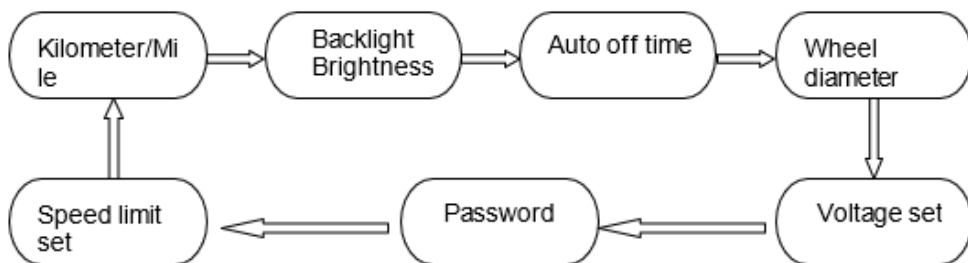 Kilometer/Mi
le
Backlight
Brightness
Auto off time
Wheel
diameter
Speed limit
set
Password
Voltage set